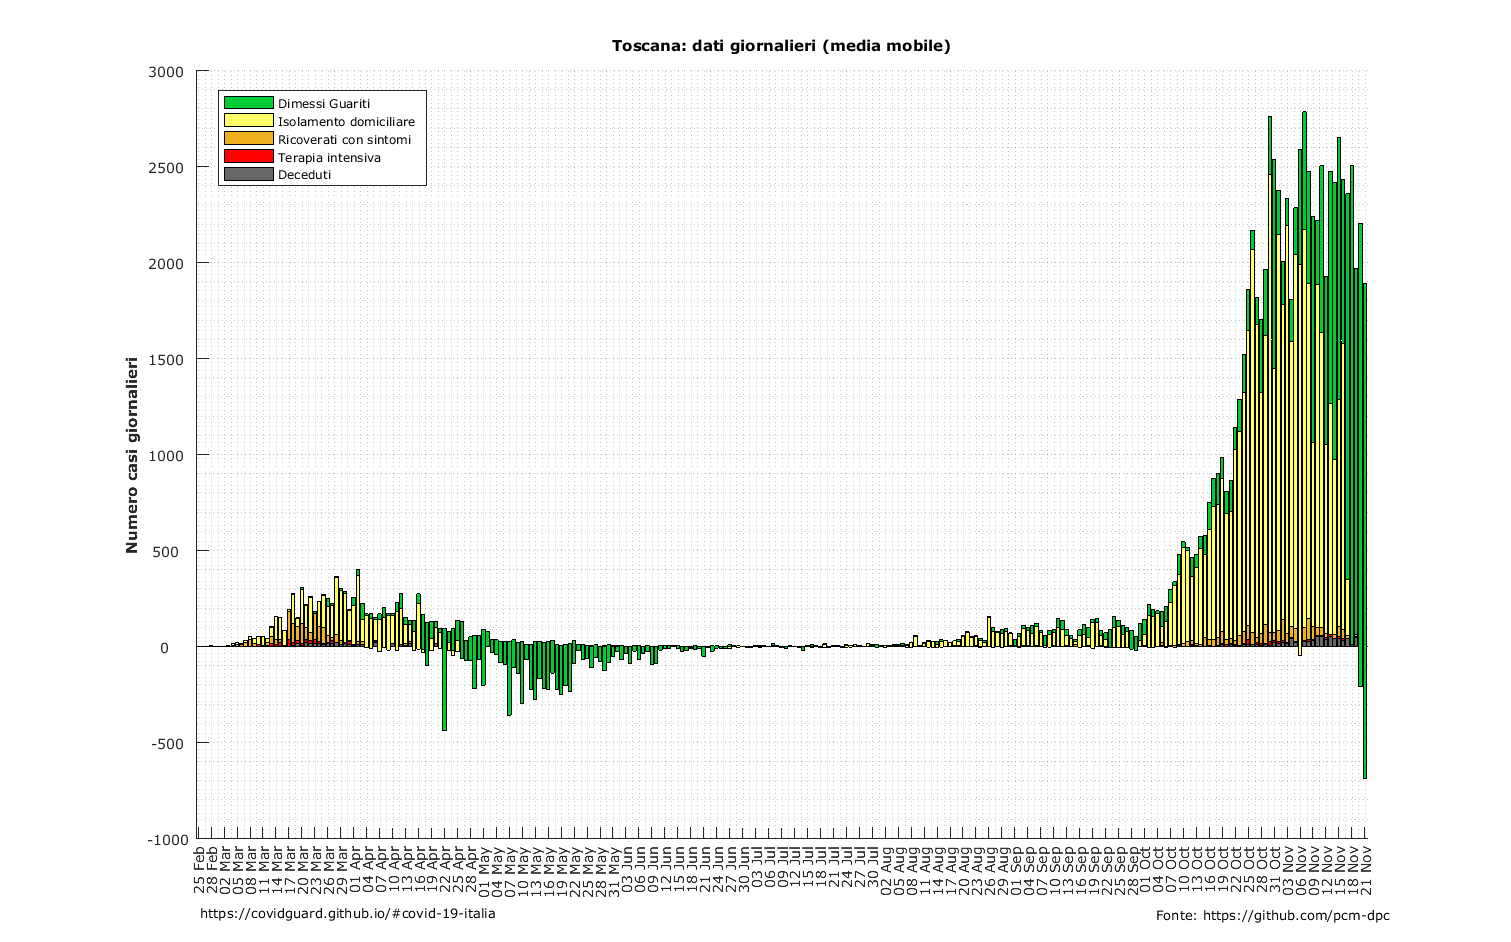 Toscana: dati giornalieri (media mobile)
3000
2500
2000
1500
1000
500
0
-500
-1000
Numero casi giornalieri
Dimessi Guariti
Isolamento domiciliare
Ricoverati con sintomi
Terapia intensiva
Deceduti
25 Feb
28 Feb
02 Mar
05 Mar
08 Mar
11 Mar
14 Mar
17 Mar
20 Mar
23 Mar
26 Mar
29 Mar
01 Apr
04 Apr
07 Apr
10 Apr
13 Apr
16 Apr
19 Apr
22 Apr
25 Apr
28 Apr
01 May
04 May
07 May
10 May
13 May
16 May
19 May
22 May
25 May
28 May
31 May
03 Jun
06 Jun
09 Jun
12 Jun
15 Jun
18 Jun
21 Jun
24 Jun
27 Jun
30 Jun
03 Jul
06 Jul
09 Jul
12 Jul
15 Jul
18 Jul
21 Jul
24 Jul
27 Jul
30 Jul
02 Aug
05 Aug
08 Aug
11 Aug
14 Aug
17 Aug
20 Aug
23 Aug
26 Aug
29 Aug
01 Sep
04 Sep
07 Sep
10 Sep
13 Sep
16 Sep
19 Sep
22 Sep
25 Sep
28 Sep
01 Oct
04 Oct
07 Oct
10 Oct
13 Oct
16 Oct
19 Oct
22 Oct
25 Oct
28 Oct
31 Oct
03 Nov
06 Nov
09 Nov
12 Nov
15 Nov
18 Nov
21 Nov
https://covidguard.github.io/#covid-19-italia
Fonte: https://github.com/pcm-dpc